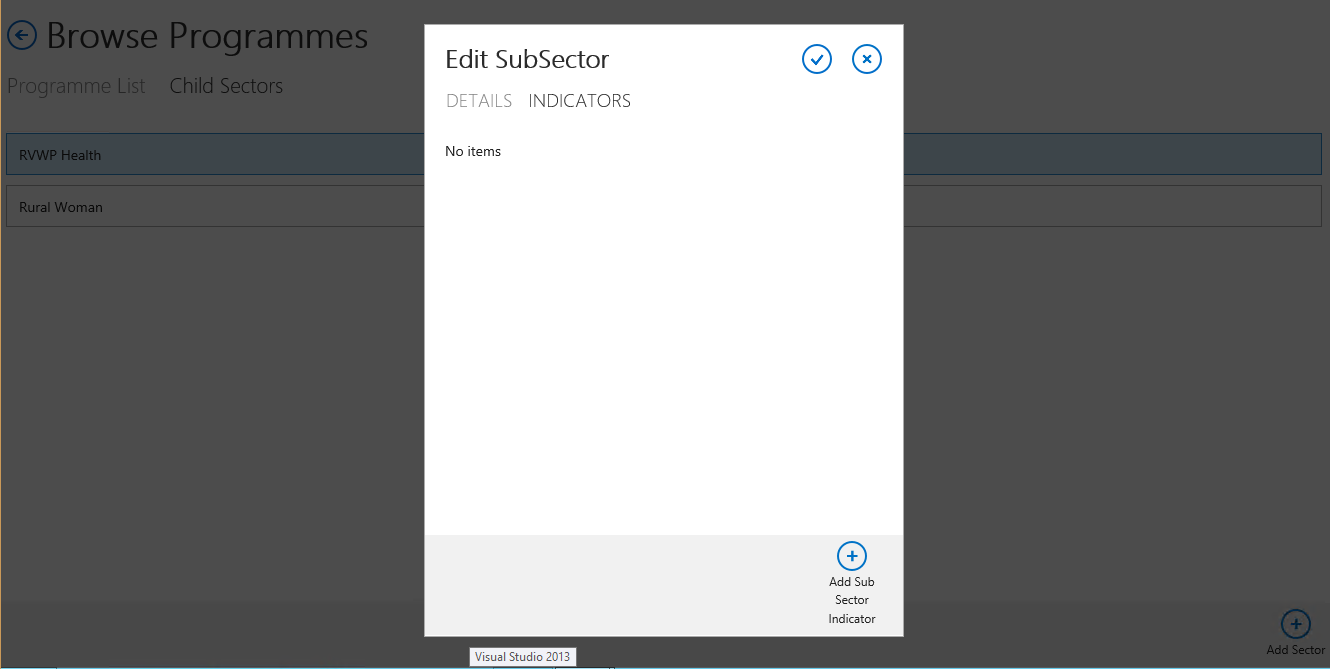 Browse Programmes
Programme List Child Sectors
RVWP Health
Rural Woman
Edit SubSector
DETAILS INDICATORS
No items
Add Sub
Sector
Indicator
Add Sector
Visual Studio 2013